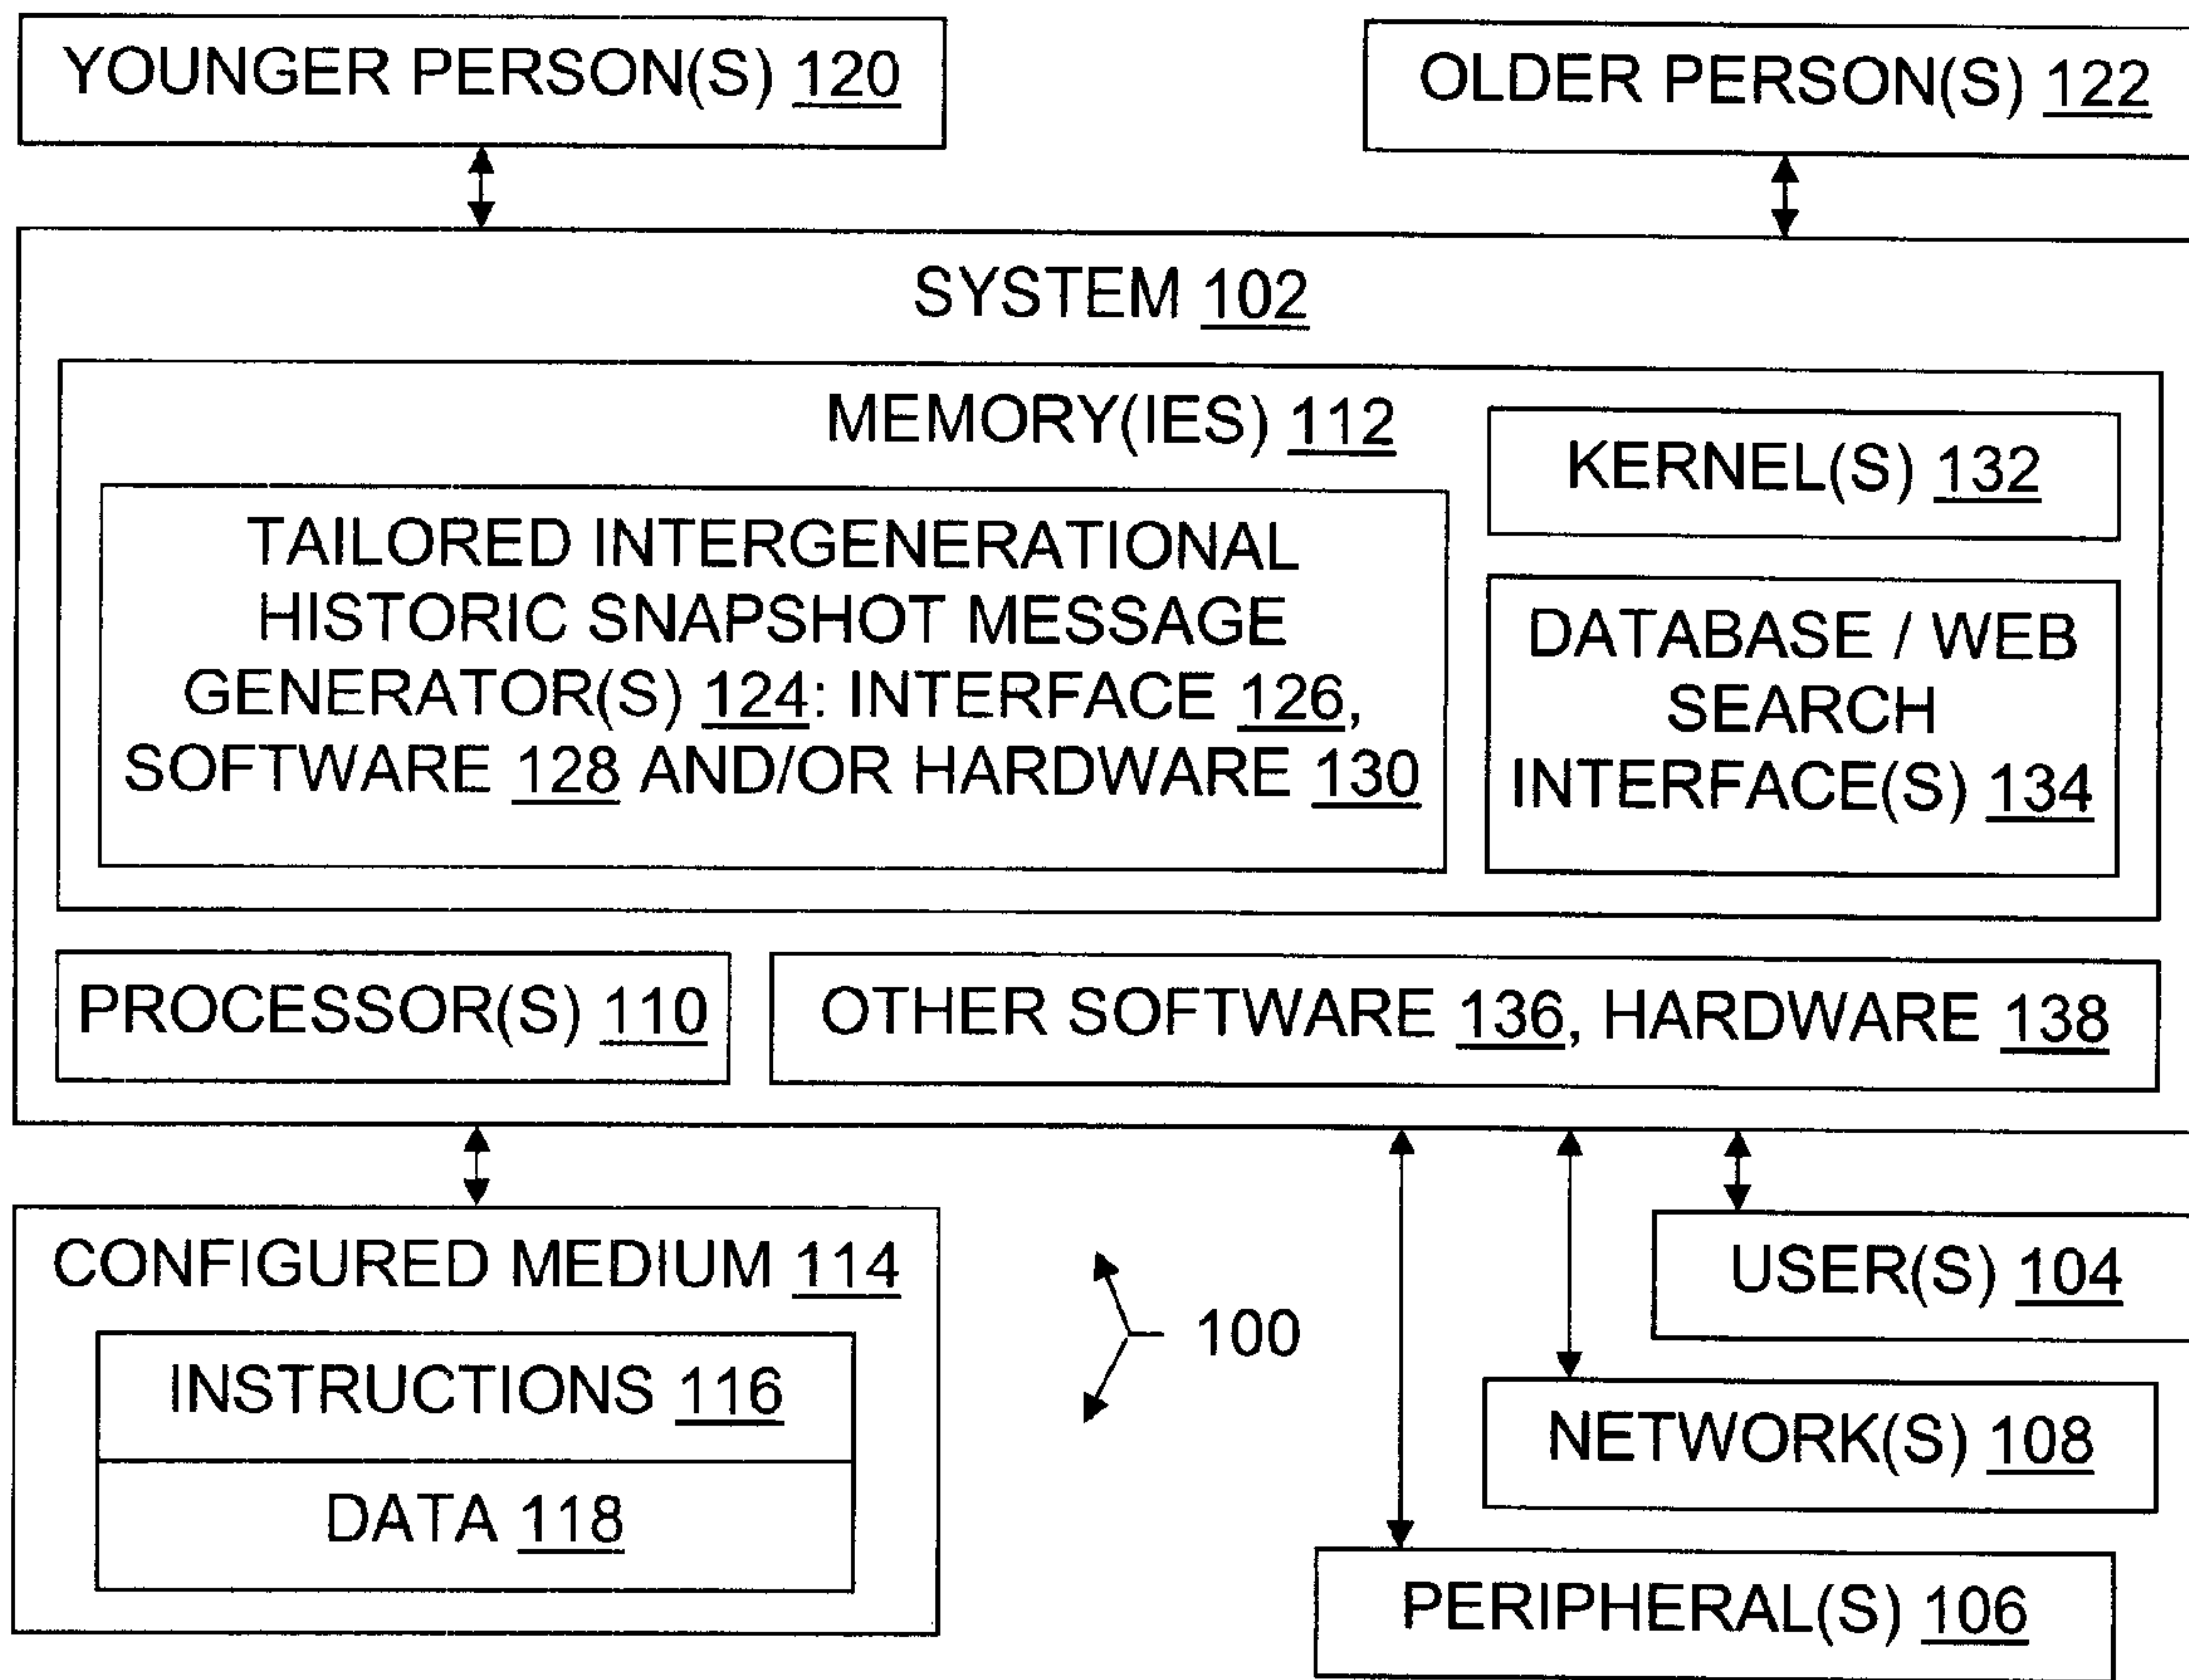 YOUNGER PERSON(S) 120
OLDER PERSON(S) 122
SYSTEM 102
MEMORY(IES) 112
KERNEL(S) 132
TAILORED INTERGENERATIONAL
HISTORIC SNAPSHOT MESSAGE
GENERATOR(S) 124: INTERFACE 126,
SOFTWARE 128 AND/OR HARDWARE 130
DATABASE / WEB
SEARCH
INTERFACE(S) 134
PROCESSOR(S) 110
OTHER SOFTWARE 136, HARDWARE 138
CONFIGURED MEDIUM 114
INSTRUCTIONS 116
DATA 118
100
USER(S) 104
NETWORK(S) 108
PERIPHERAL(S) 106